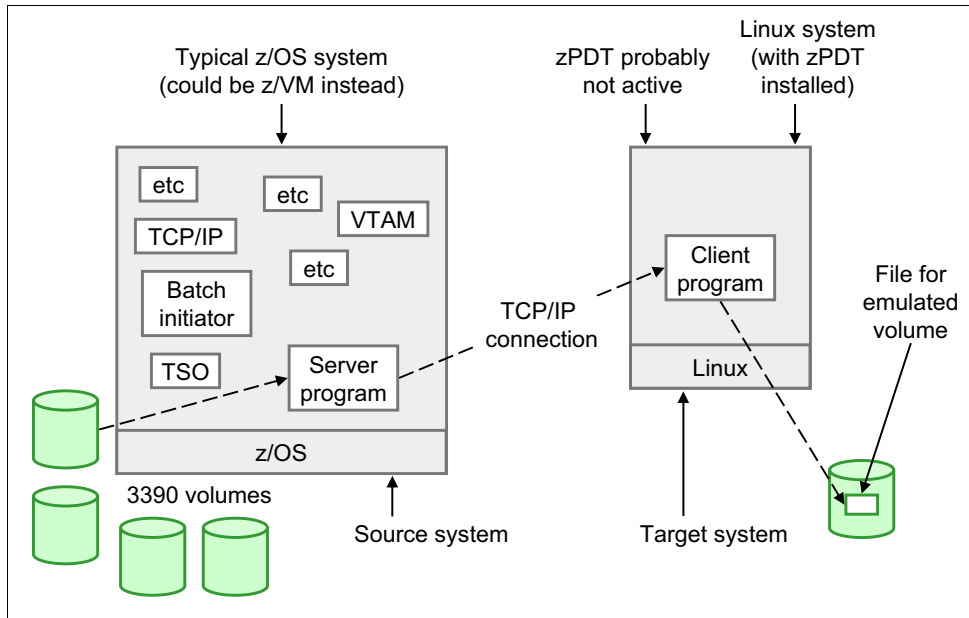 Typical z/OS system
(could be z/VM instead)
zPDT probably
not active
Linux system
(with zPDT
installed)
etc
etc
TCP/IP
VTAM
etc
Batch
initiator
TSO
Server
program
z/OS
3390 volumes
Source system
TCP/IP
connection
Client
program
Linux
Target system
File for
emulated
volume